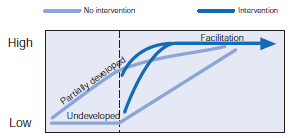 No intervention
Intervention
High
Facilitation
Partially developed
Undeveloped
Low